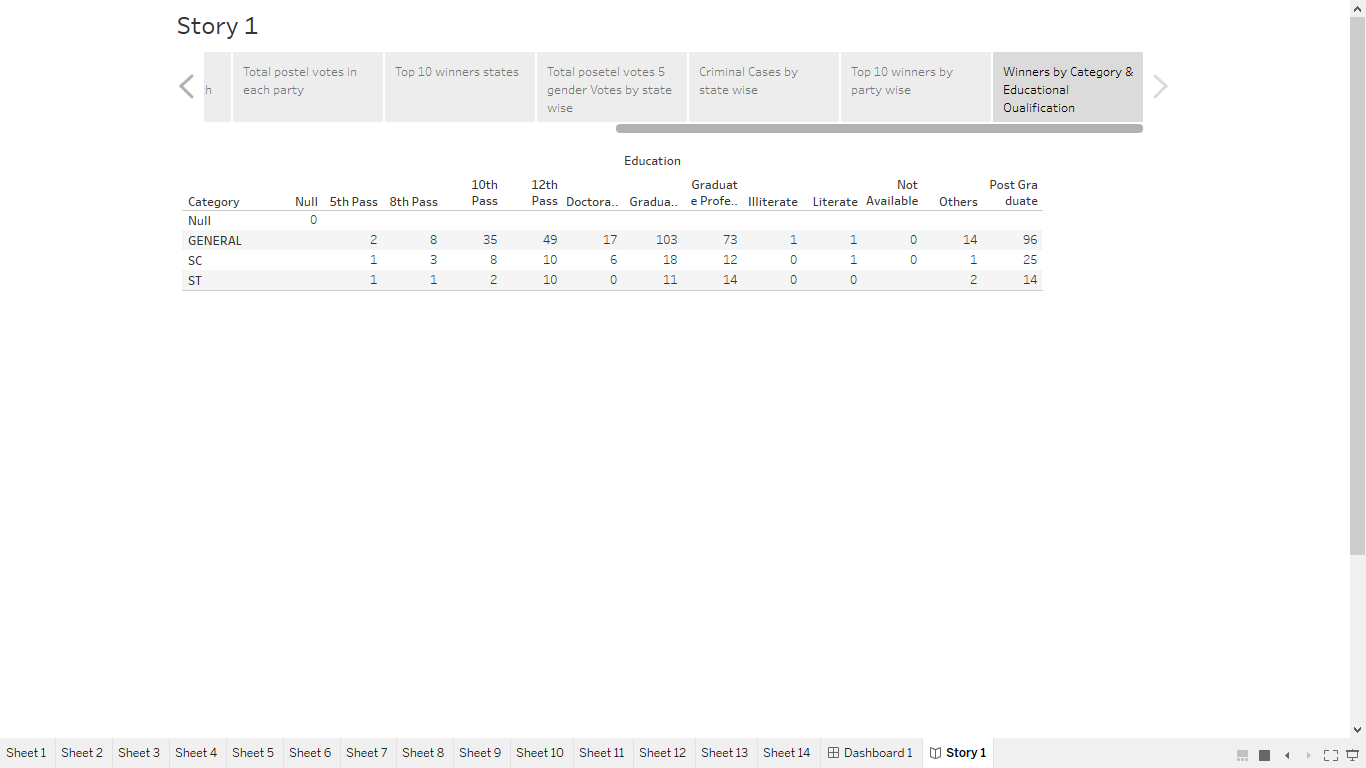 Story 1
h
Total postel votes in
each party
Top 10 winners states
Total posetel votes 5
gender Votes by state
wise
Criminal Cases by
state wise
Top 10 winners by
party wise
Winners by Category &
Educational
Qualification
Education
Category Null 5th Pass 8th Pass 10th Pass 12th Pass Doctora.. Gradua.. Graduat e Profe.. Illiterate Literate Not Available Others Post Gra duate
Null 0
GENERAL 2 8 35 49 17 103 73 1 1 0 14 96
SC 1 3 8 10 6 18 12 0 1 0 1 25
ST 1 1 2 10 0 11 14 0 0 2 14
Sheet 1 Sheet 2 Sheet 3 Sheet 4 Sheet 5 Sheet 6 Sheet 7 Sheet 8 Sheet 9 Sheet 10 Sheet 11 Sheet 12 Sheet 13 Sheet 14 Dashboard 1 Story 1